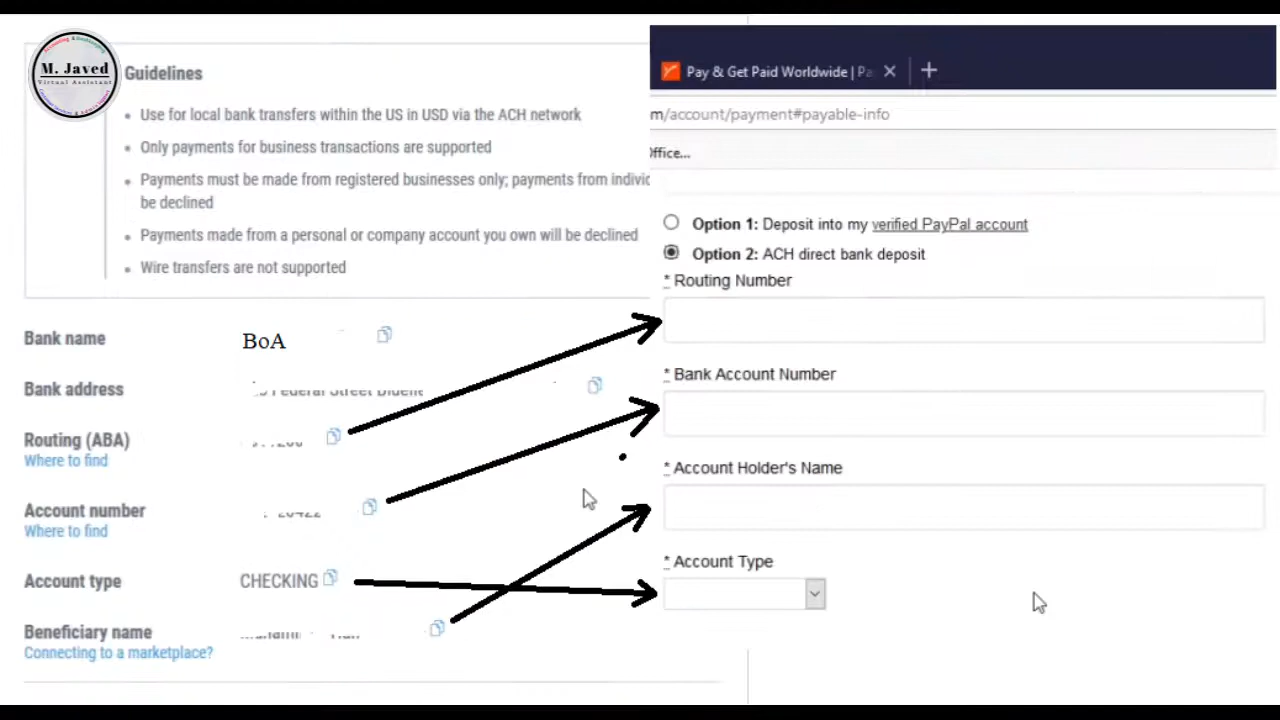 M. Javed
Virtual Assistant
Guidelines
Use for local bank transfers within the US in USD via the ACH network
Only payments for business transactions are supported
Payments must be made from registered businesses only; payments from
be declined
Payments made from a personal or company account you own will be declined
Wire transfers are not supported
Bank name
BoA
Bank address
Federal Street
Routing (ABA)
Where to find
Account number
Where to find
Account type
CHECKING
Beneficiary name
Connecting to a marketplace?
Pay & Get Paid Worldwide | Pa
m/account/payment#payable-info
Office...
Option 1: Deposit into my verified PayPal account
Option 2: ACH direct bank deposit
* Routing Number
* Bank Account Number
* Account Holder's Name
* Account Type